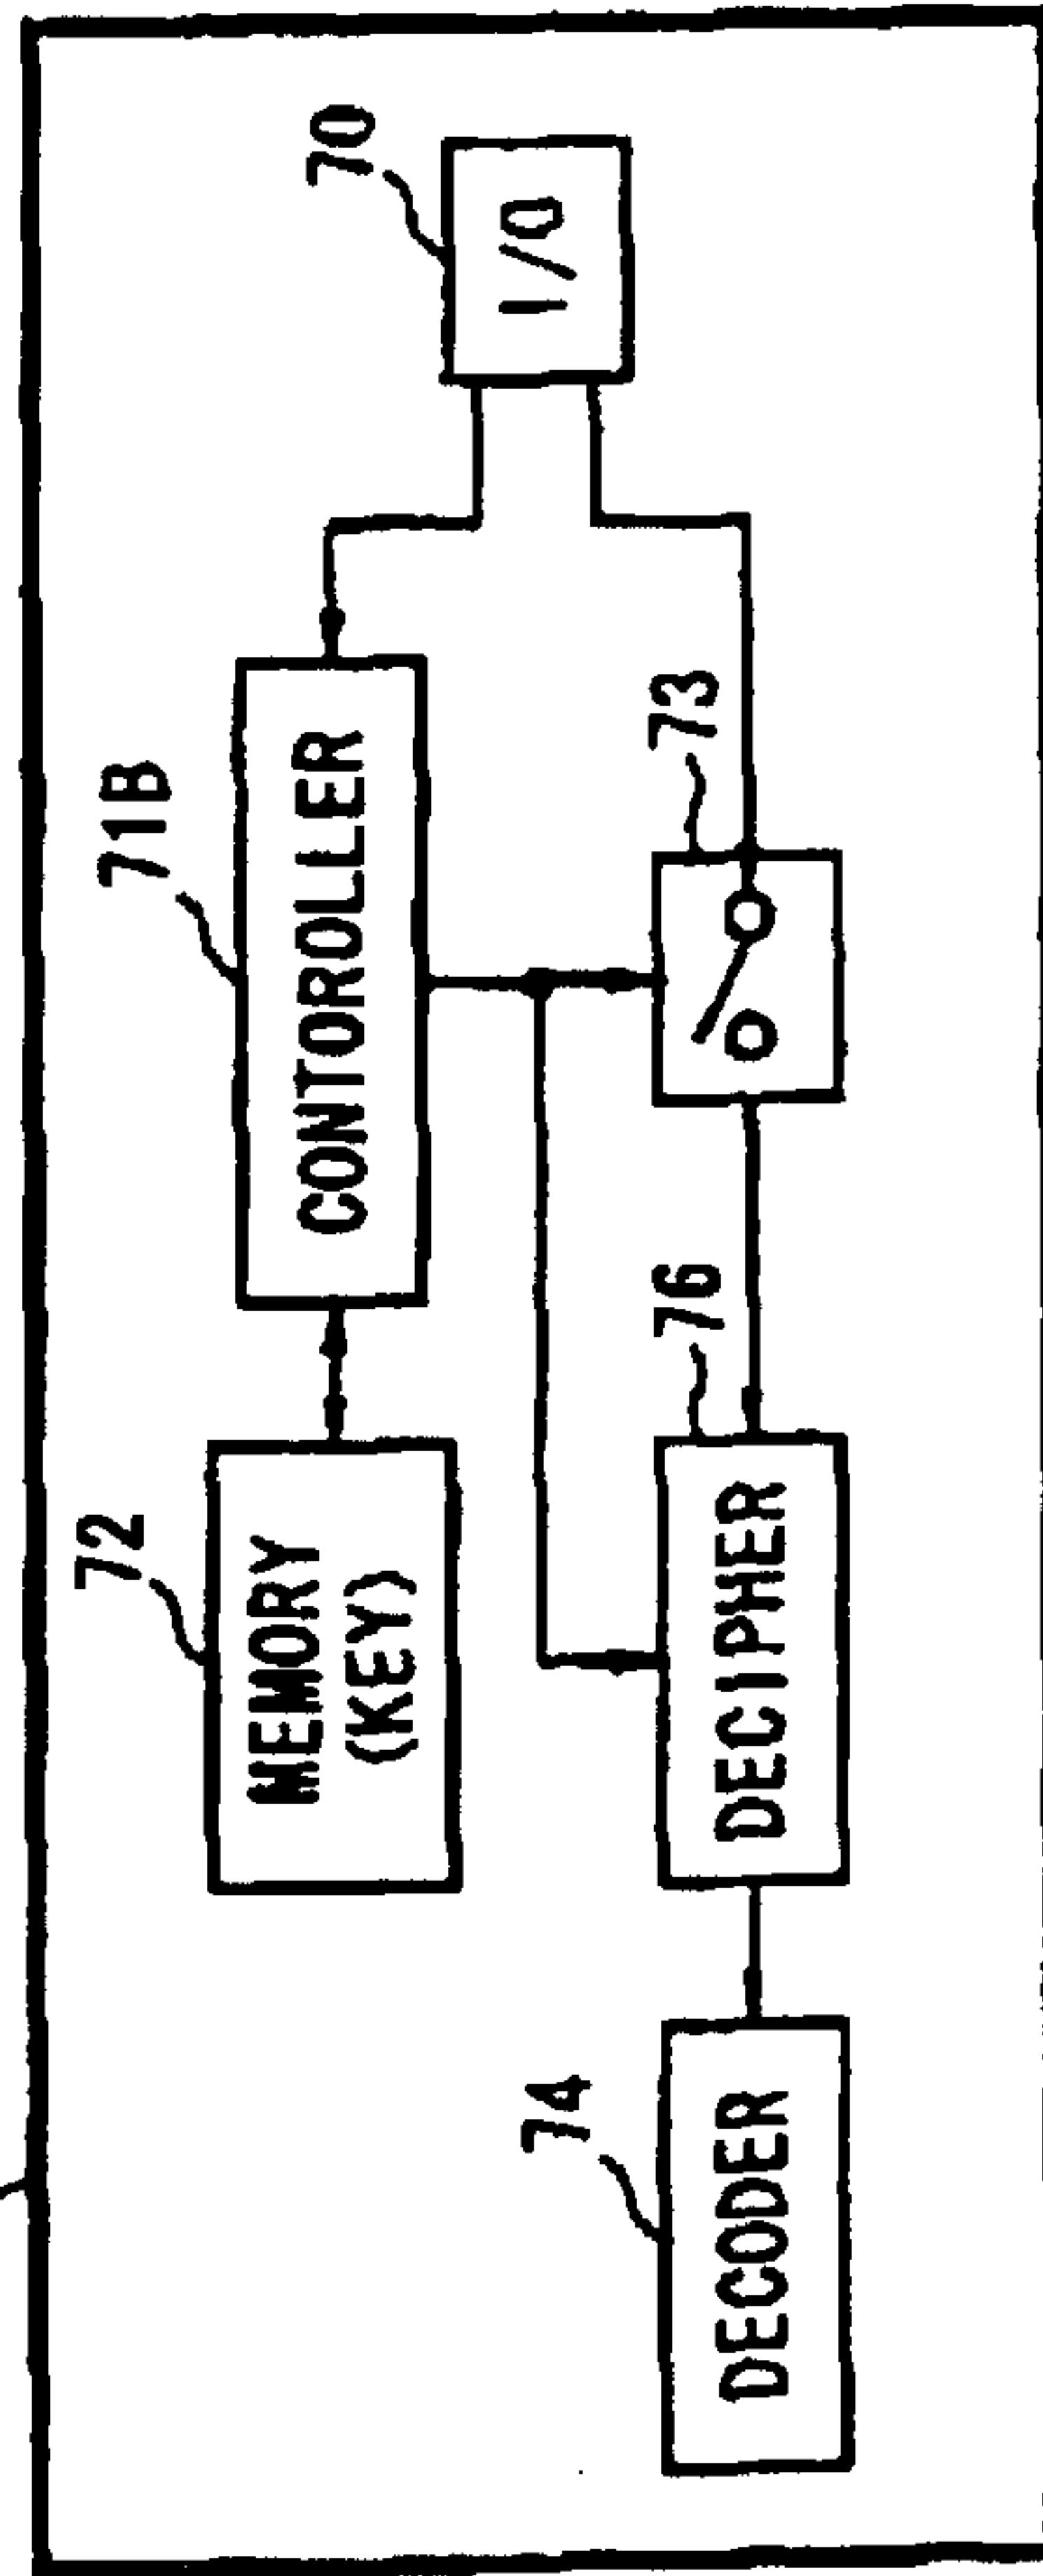 72
MEMORY
(KEY)
71B
CONTOROLLER
70
I/O
74
DECODER
76
DECIPHER
73